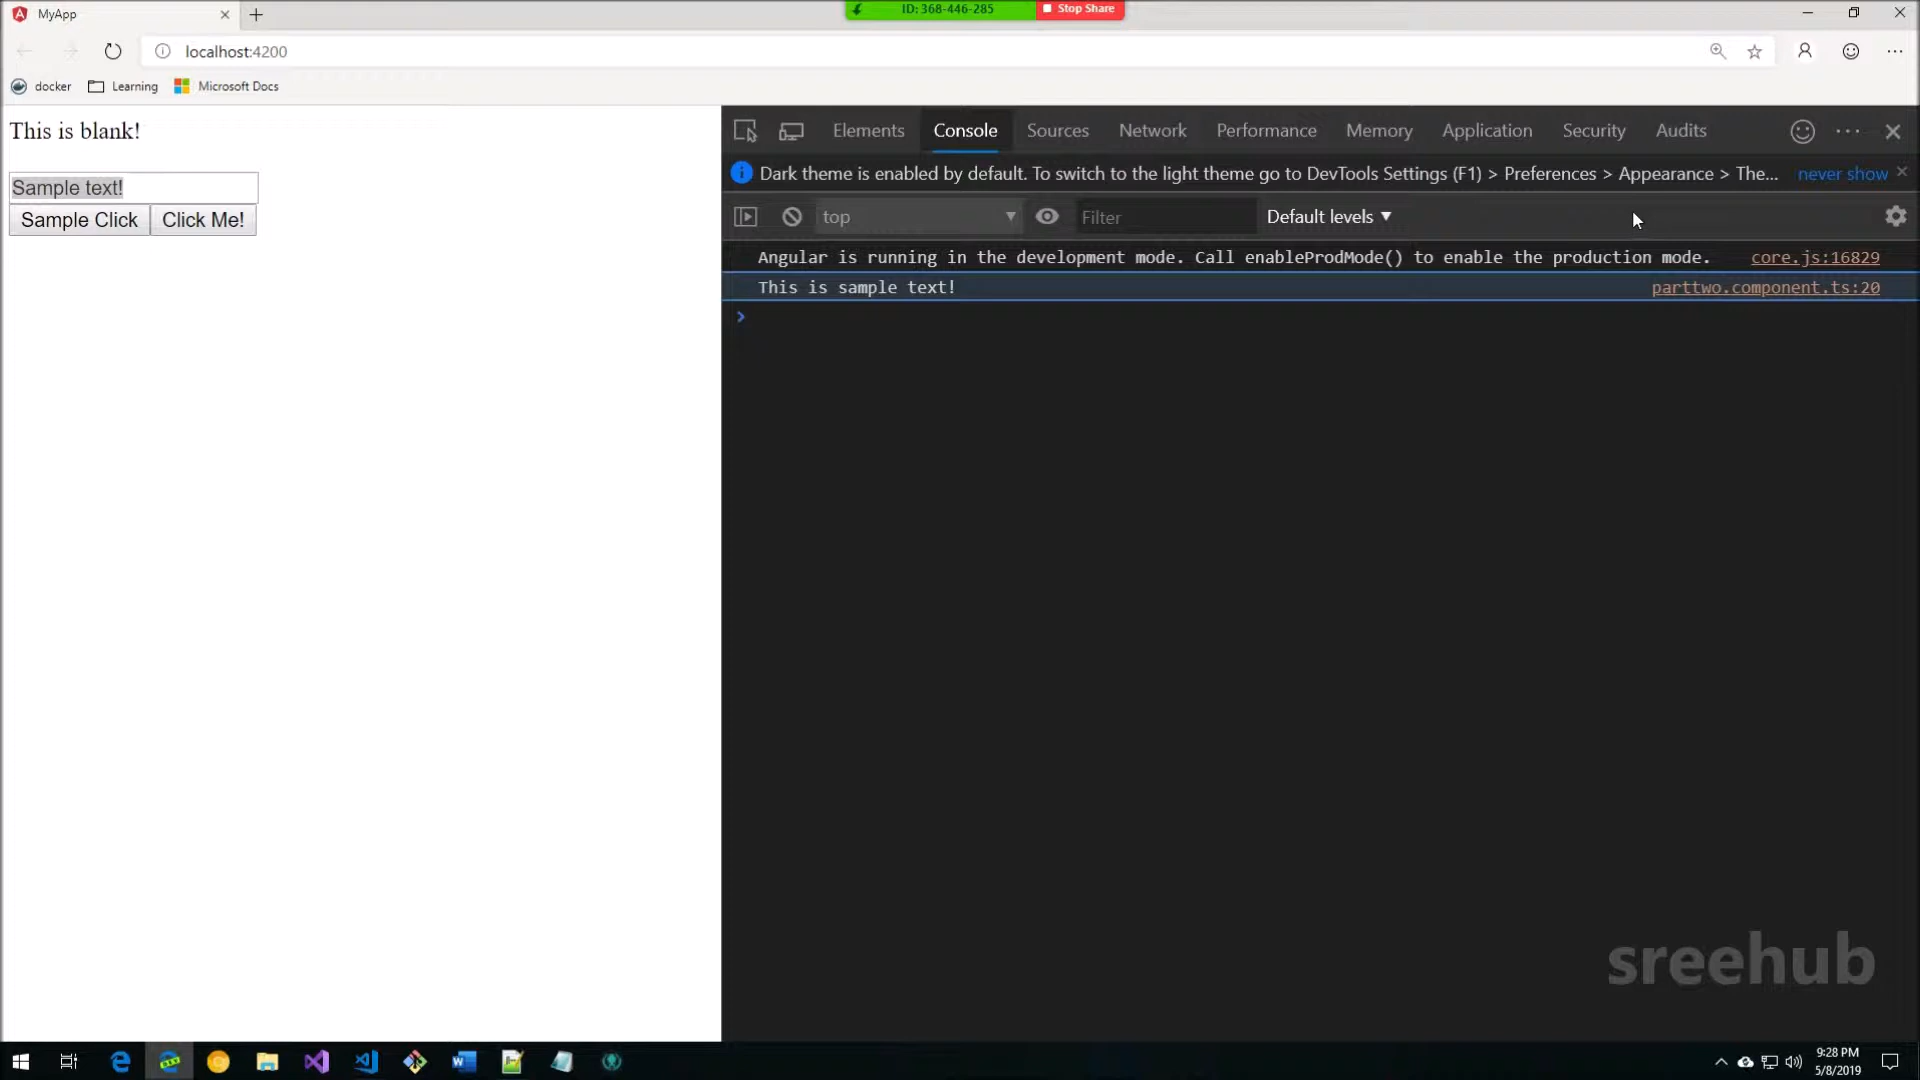 MyApp
ID: 368-446-285
Stop Share
localhost:4200
docker
Learning
Microsoft Docs
This is blank!
Sample text!
Sample Click
Click Me!
Elements
Console
Sources
Network
Performance
Memory
Application
Security
Audits
Dark theme is enabled by default. To switch to the light theme go to DevTools Settings (F1) > Preferences > Appearance > The...
never show
top
Filter
Default levels
Angular is running in the development mode. Call enableProdMode() to enable the production mode.
core.js:16829
This is sample text!
parttwo.component.ts:20
sreehub
9:28 PM
5/8/2019